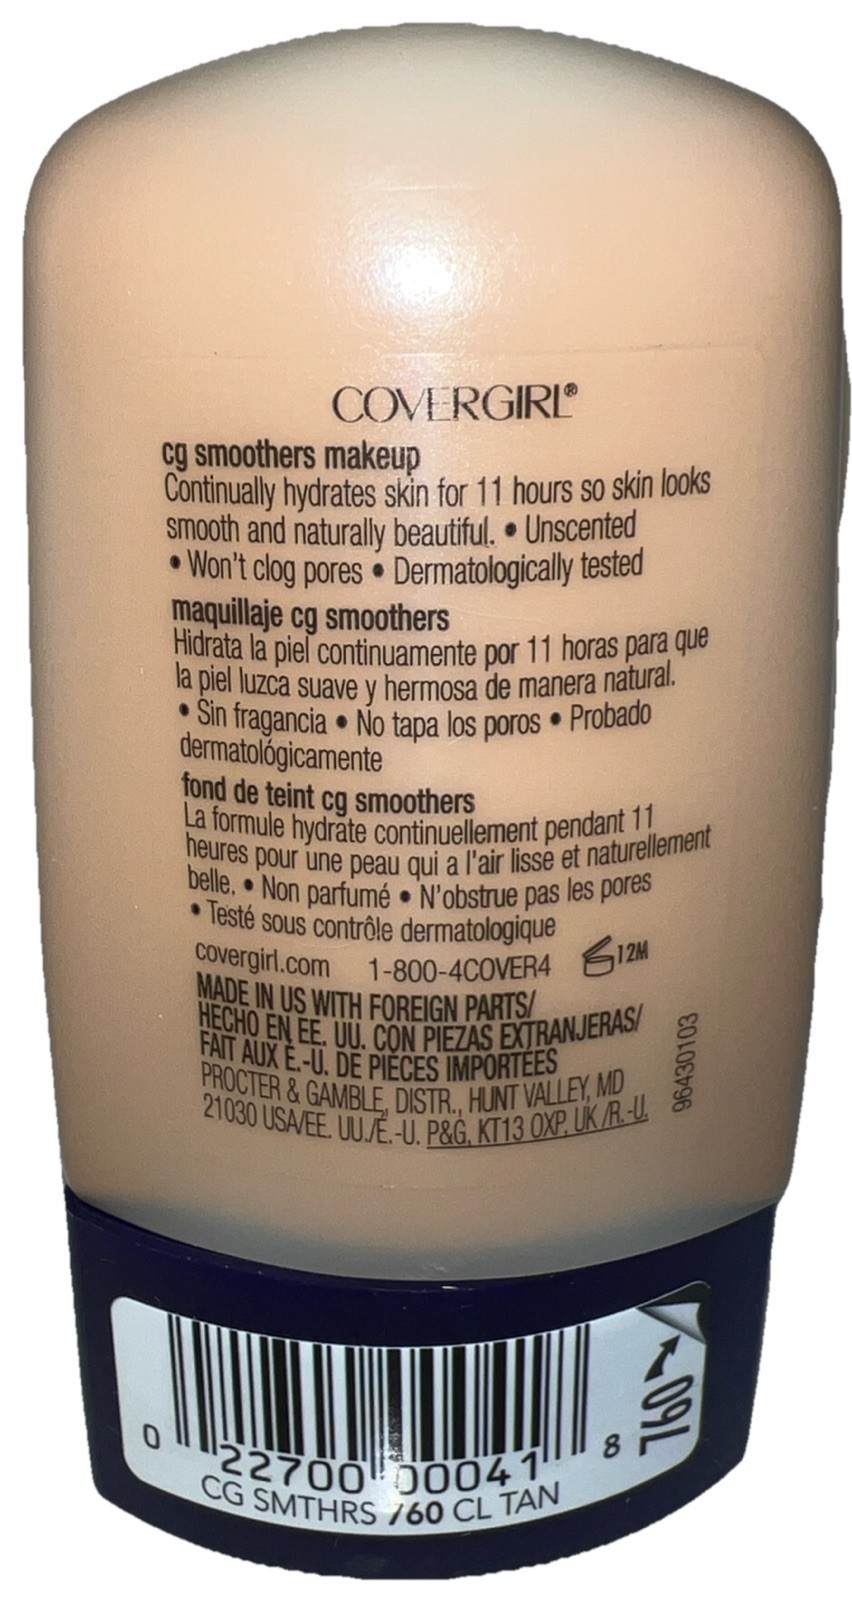 COVERGIRL®
cg smoothers makeup
Continually hydrates skin for 11 hours so skin looks
smooth and naturally beautiful. • Unscented
• Won't clog pores • Dermatologically tested
maquillaje cg smoothers
Hidrata la piel continuamente por 11 horas para que
la piel luzca suave y hermosa de manera natural.
• Sin fragancia • No tapa los poros • Probado
dermatológicamente
fond de teint cg smoothers
La formule hydrate continuellement pendant 11
heures pour une peau qui a l'air lisse et naturellement
belle. • Non parfumé • N'obstrue pas les pores
• Testé sous contrôle dermatologique
covergirl.com 1-800-4COVER4 12M
MADE IN US WITH FOREIGN PARTS/
HECHO EN EE. UU. CON PIEZAS EXTRANJERAS/
FAIT AUX É.-U. DE PIÈCES IMPORTÉES
PROCTER & GAMBLE, DISTR., HUNT VALLEY, MD
21030 USA/EE. UU./É.-U. P&G, KT13 0XP, UK/R.-U.
96430103
0 22700 00041 8
760
CG SMTHRS 760 CL TAN